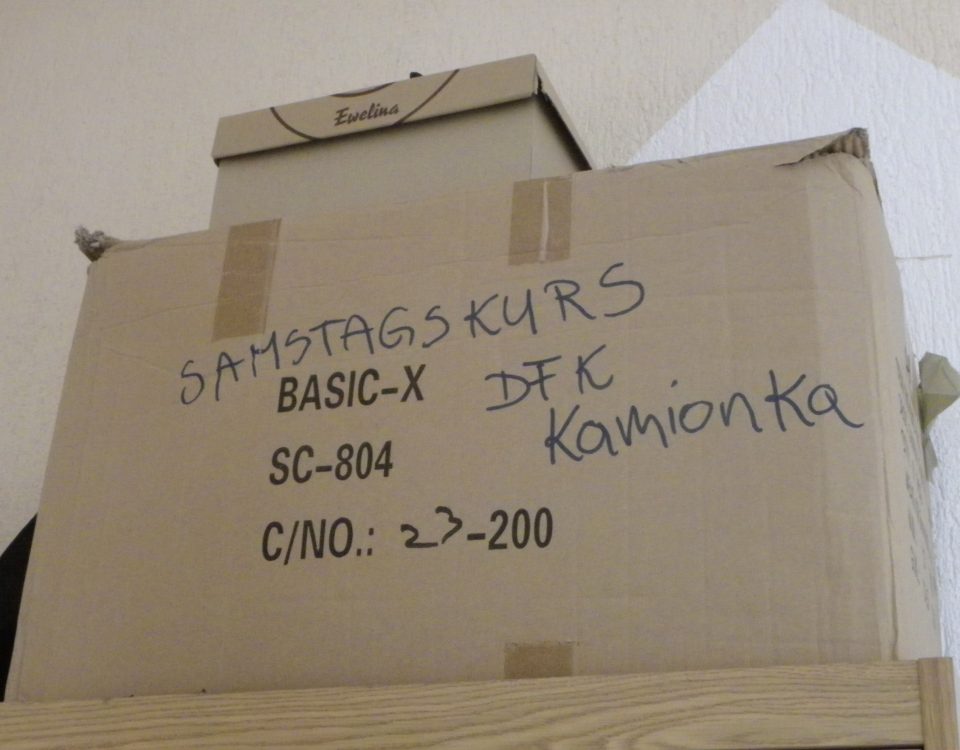 Ewelina
SAMSTAGSKURS
BASIC-X
DFK
Kamionka
SC-804
C/NO.: 23-200